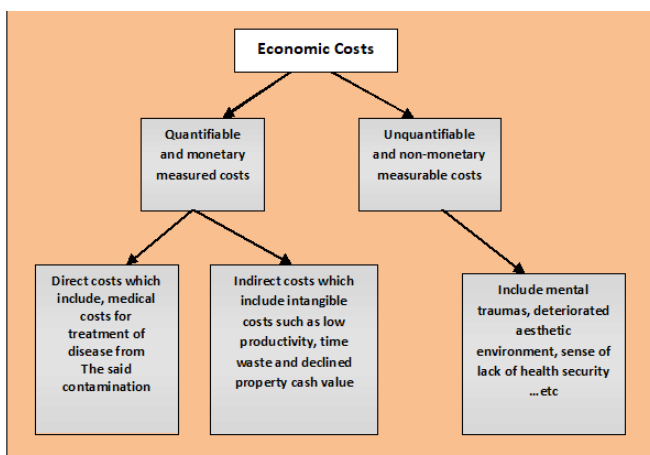 Economic Costs
Quantifiable
and monetary
measured costs
Unquantifiable
and non-monetary
measurable costs
Direct costs which
include, medical
costs for
treatment of
disease from
The said
contamination
Indirect costs which
include intangible
costs such as low
productivity, time
waste and declined
property cash value
Include mental
traumas, deteriorated
aesthetic
environment, sense of
lack of health security
...etc